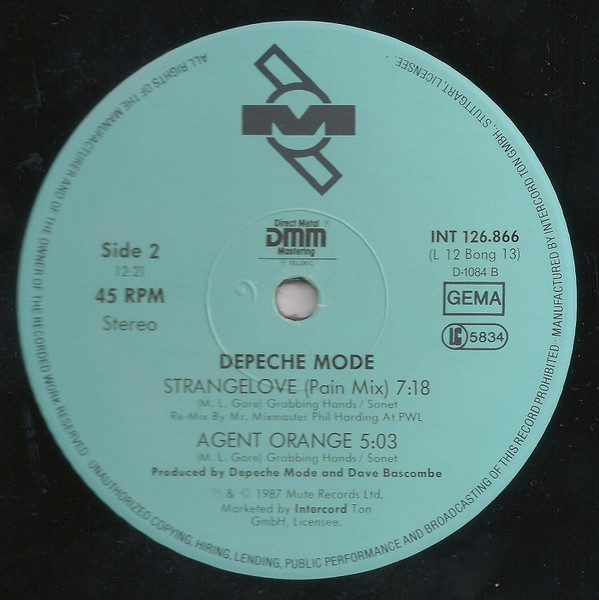 ALL RIGHTS OF THE MANUFACTURER AND OF THE OWNER OF THE RECORDED WORK RESERVED · UNAUTHORIZED COPYING, HIRING, LENDING, PUBLIC PERFORMANCE AND BROADCASTING OF THIS RECORD PROHIBITED · MANUFACTURED BY INTERCORD TON GMBH., STUTTGART, LICENSEE.
M
Direct Metal
DMM
Mastering
® TELDEC
Side 2
12:21
45 RPM
Stereo
INT 126.866
(L 12 Bong 13)
D-1084 B
GEMA
LC 5834
DEPECHE MODE
STRANGELOVE (Pain Mix) 7:18
(M. L. Gore) Grabbing Hands / Sonet
Re-Mix By Mr. Mixmaster Phil Harding At PWL
AGENT ORANGE 5:03
(M. L. Gore) Grabbing Hands / Sonet
Produced by Depeche Mode and Dave Bascombe
℗ & © 1987 Mute Records Ltd.
Marketed by Intercord Ton
GmbH, Licensee.